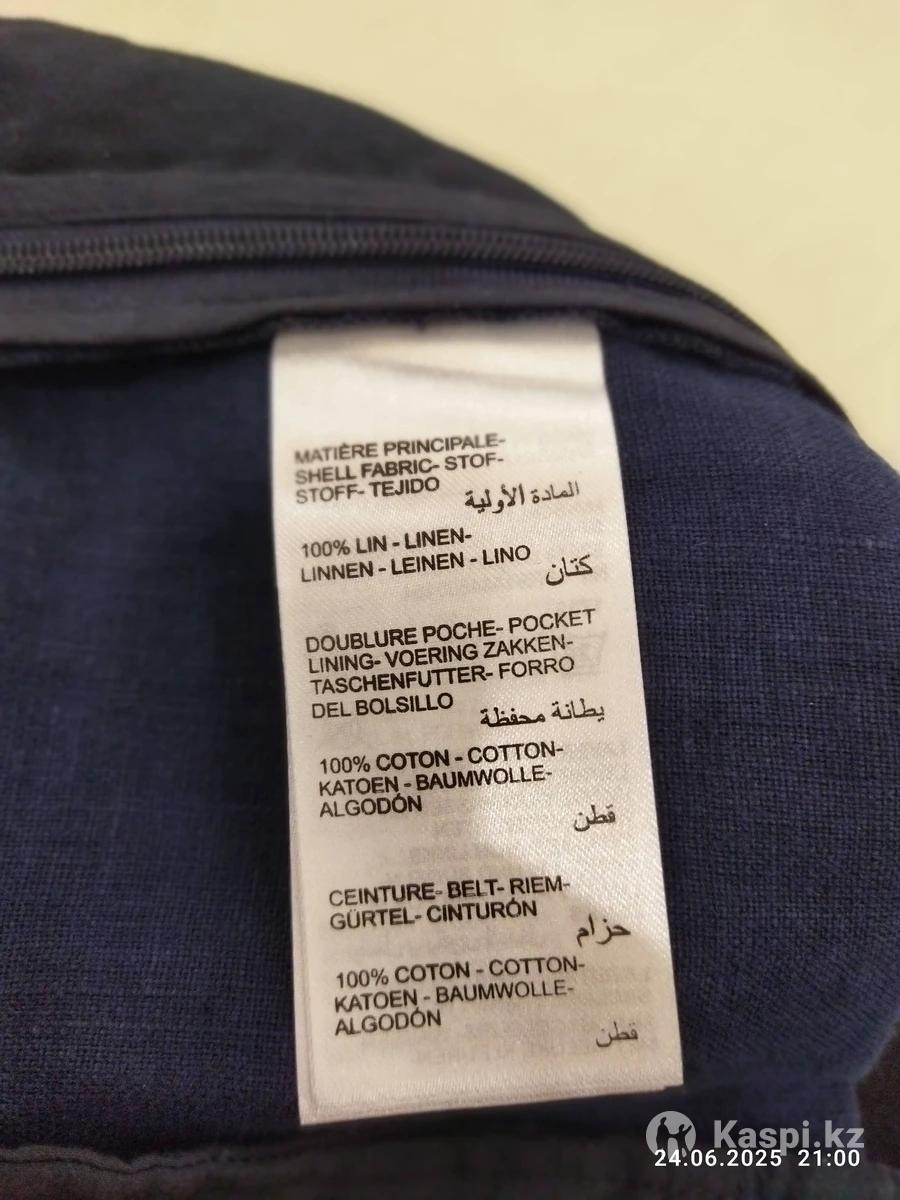 MATIÈRE PRINCIPALE-
SHELL FABRIC- STOF-
STOFF- TEJIDO
المادة الأولية
100% LIN - LINEN-
LINNEN - LEINEN - LINO
كتان
DOUBLURE POCHE- POCKET
LINING- VOERING ZAKKEN-
TASCHENFUTTER- FORRO
DEL BOLSILLO
بطانة محفظة
100% COTON - COTTON-
KATOEN - BAUMWOLLE-
ALGODÓN
قطن
CEINTURE- BELT- RIEM-
GÜRTEL- CINTURÓN
حزام
100% COTON - COTTON-
KATOEN - BAUMWOLLE-
ALGODÓN
قطن
Kaspi.kz
24.06.2025 21:00